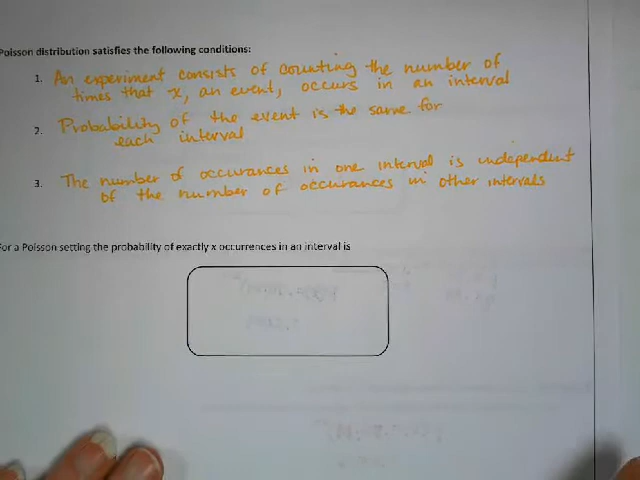 Poisson distribution satisfies the following conditions:
1. An experiment consists of counting the number of
times that x, an event, occurs in an interval
2. Probability of the event is the same for
each interval
3. The number of occurances in one interval is independent
of the number of occurances in other intervals
For a Poisson setting the probability of exactly x occurrences in an interval is